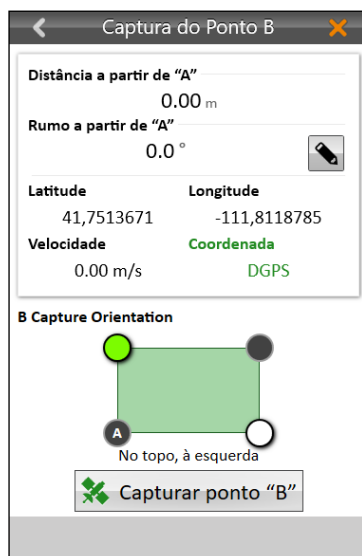 Captura do Ponto B
Distância a partir de “A”
0.00 m
Rumo a partir de “A”
0.0 °
Latitude Longitude
41,7513671 -111,8118785
Velocidade Coordenada
0.00 m/s DGPS
B Capture Orientation
A
No topo, à esquerda
Capturar ponto “B”